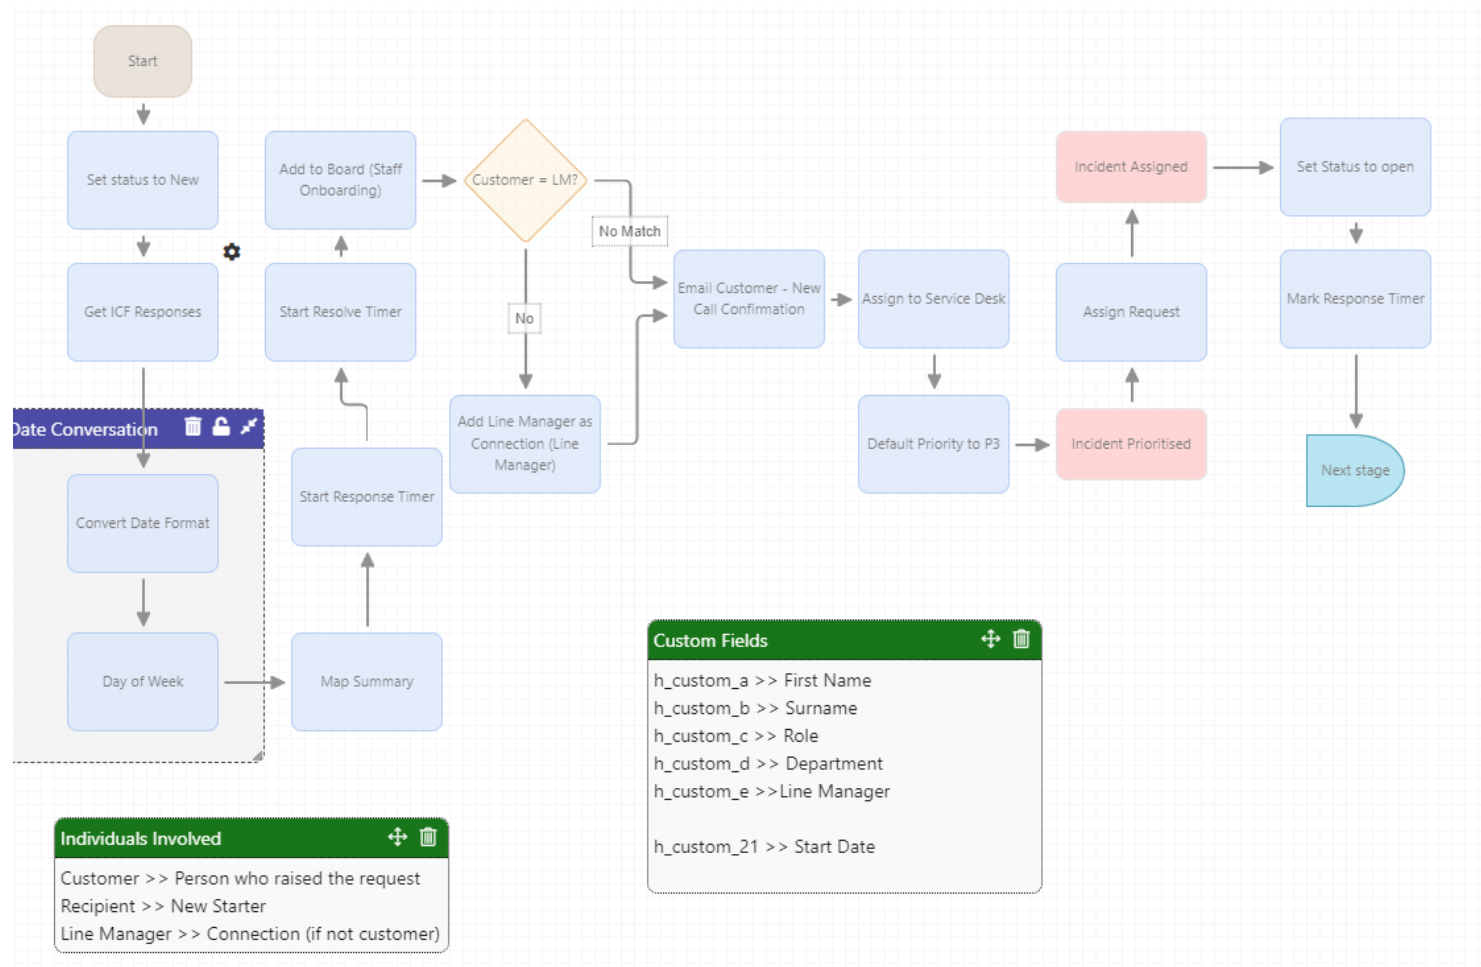 Start
Set status to New
Get ICF Responses
Date Conversation
Convert Date Format
Day of Week
Map Summary
Start Response Timer
Start Resolve Timer
Add to Board (Staff
Onboarding)
Customer = LM?
No Match
No
Add Line Manager as
Connection (Line
Manager)
Email Customer - New
Call Confirmation
Assign to Service Desk
Default Priority to P3
Incident Prioritised
Assign Request
Incident Assigned
Set Status to open
Mark Response Timer
Next stage
Custom Fields
h_custom_a >> First Name
h_custom_b >> Surname
h_custom_c >> Role
h_custom_d >> Department
h_custom_e >>Line Manager
h_custom_21 >> Start Date
Individuals Involved
Customer >> Person who raised the request
Recipient >> New Starter
Line Manager >> Connection (if not customer)